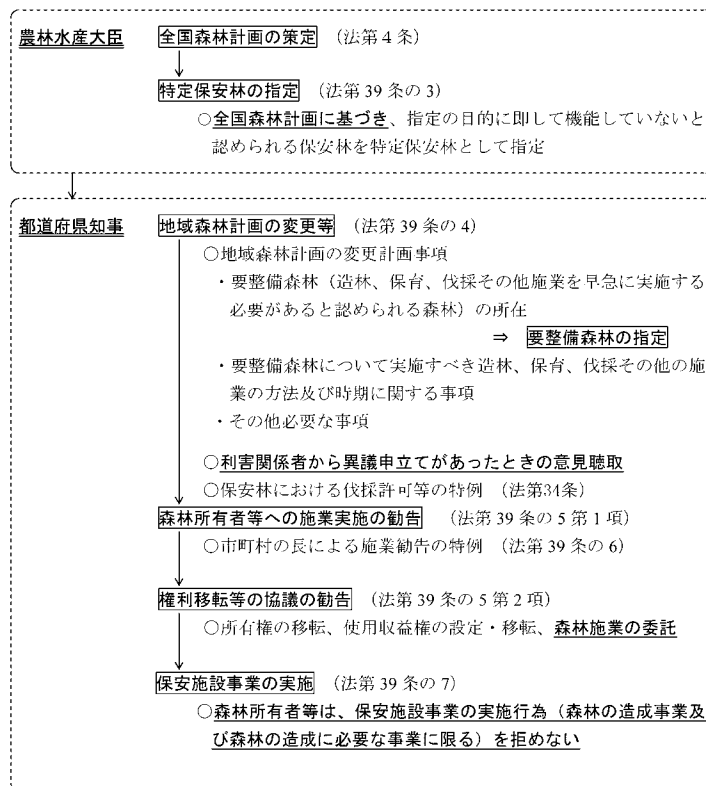 農林水産大臣 全国森林計画の策定 （法第4条）
↓
特定保安林の指定 （法第39条の3）
○全国森林計画に基づき、指定の目的に即して機能していないと
認められる保安林を特定保安林として指定
↓
都道府県知事 地域森林計画の変更等 （法第39条の4）
○地域森林計画の変更計画事項
・要整備森林（造林、保育、伐採その他施業を早急に実施する
必要があると認められる森林）の所在
⇒ 要整備森林の指定
・要整備森林について実施すべき造林、保育、伐採その他の施
業の方法及び時期に関する事項
・その他必要な事項
○利害関係者から異議申立てがあったときの意見聴取
○保安林における伐採許可等の特例 （法第34条）
森林所有者等への施業実施の勧告 （法第39条の5第1項）
○市町村の長による施業勧告の特例 （法第39条の6）
↓
権利移転等の協議の勧告 （法第39条の5第2項）
○所有権の移転、使用収益権の設定・移転、森林施業の委託
↓
保安施設事業の実施 （法第39条の7）
○森林所有者等は、保安施設事業の実施行為（森林の造成事業及
び森林の造成に必要な事業に限る）を拒めない